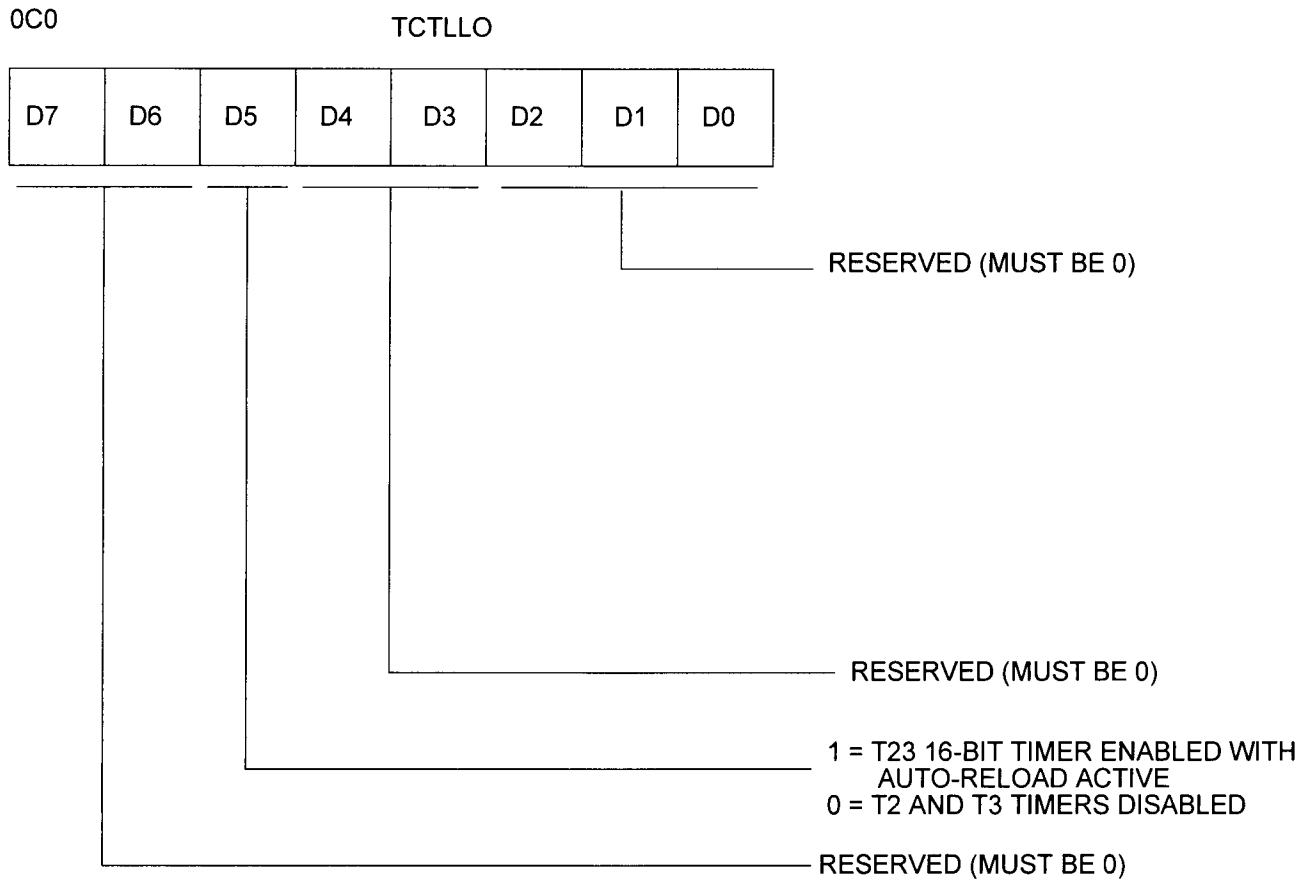 0C0
TCTLLO
D7 D6 D5 D4 D3 D2 D1 D0
RESERVED (MUST BE 0)
RESERVED (MUST BE 0)
1 = T23 16-BIT TIMER ENABLED WITH
AUTO-RELOAD ACTIVE
0 = T2 AND T3 TIMERS DISABLED
RESERVED (MUST BE 0)